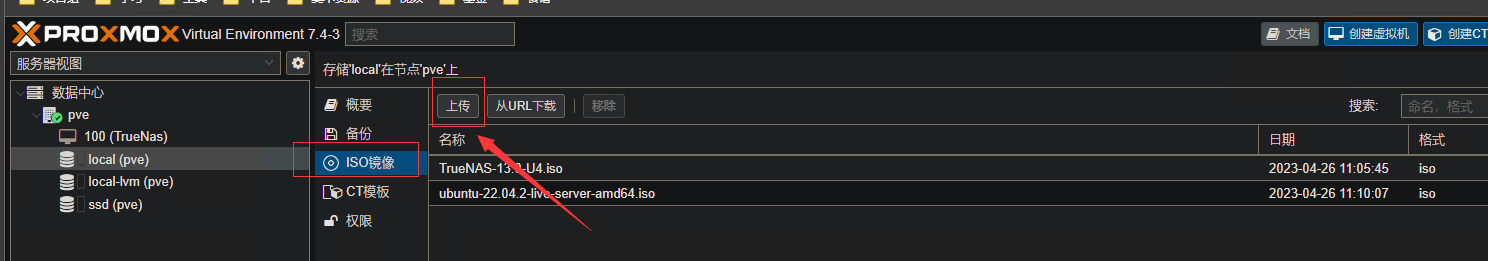 PROXMOX Virtual Environment 7.4-3 搜索 文档 创建虚拟机 创建CT
服务器视图
数据中心
pve
100 (TrueNas)
local (pve)
local-lvm (pve)
ssd (pve)
存储'local'在节点'pve'上
概要
备份
ISO镜像
CT模板
权限
上传 从URL下载 移除 搜索: 命名, 格式
名称 日期 格式
TrueNAS-13.0-U4.iso 2023-04-26 11:05:45 iso
ubuntu-22.04.2-live-server-amd64.iso 2023-04-26 11:10:07 iso